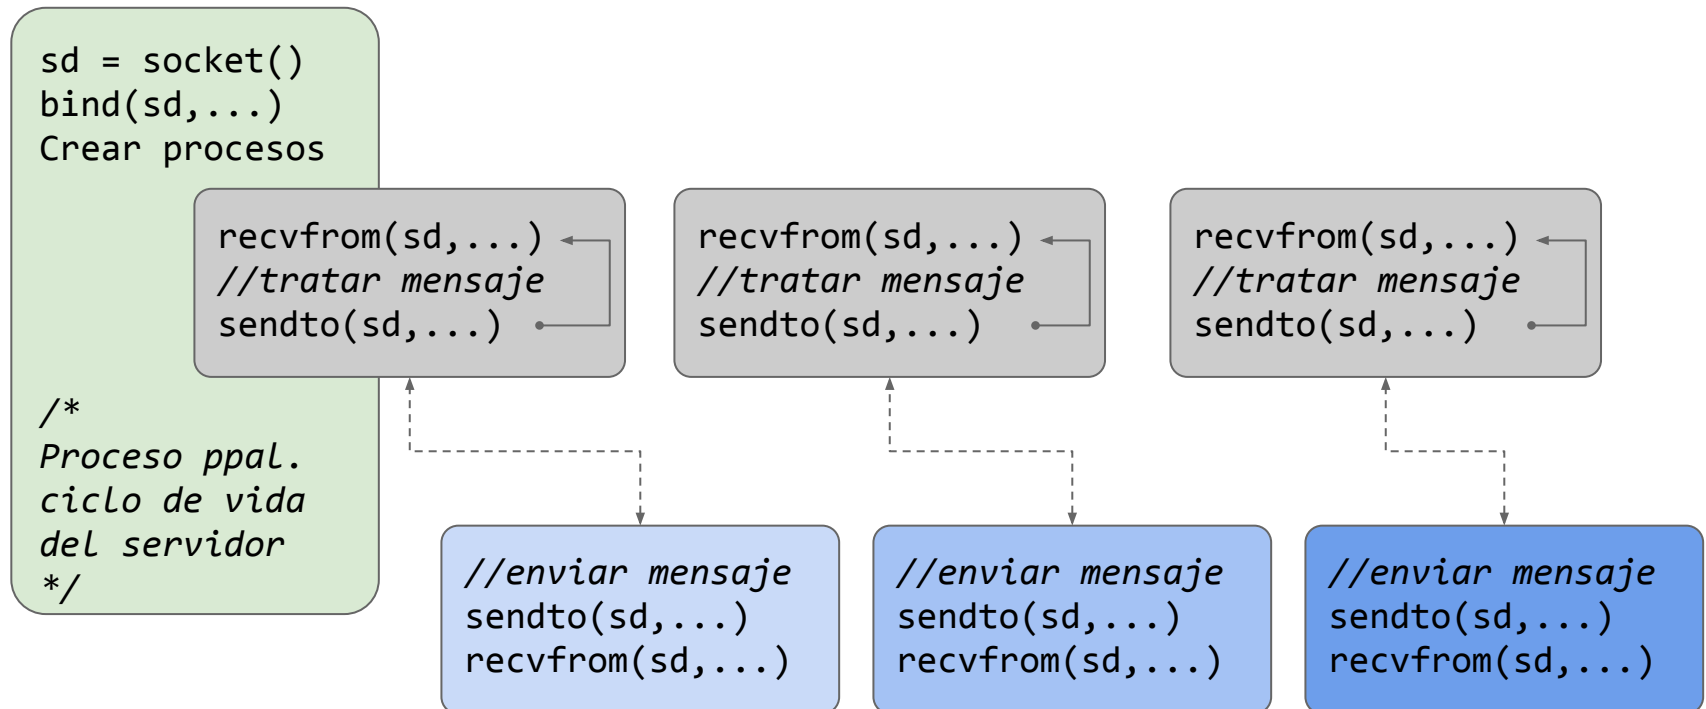 sd = socket()
bind(sd,...)
Crear procesos
recvfrom(sd,...)
//tratar mensaje
sendto(sd,...)
recvfrom(sd,...)
//tratar mensaje
sendto(sd,...)
recvfrom(sd,...)
//tratar mensaje
sendto(sd,...)
/*
Proceso ppal.
ciclo de vida
del servidor
*/
//enviar mensaje
sendto(sd,...)
recvfrom(sd,...)
//enviar mensaje
sendto(sd,...)
recvfrom(sd,...)
//enviar mensaje
sendto(sd,...)
recvfrom(sd,...)